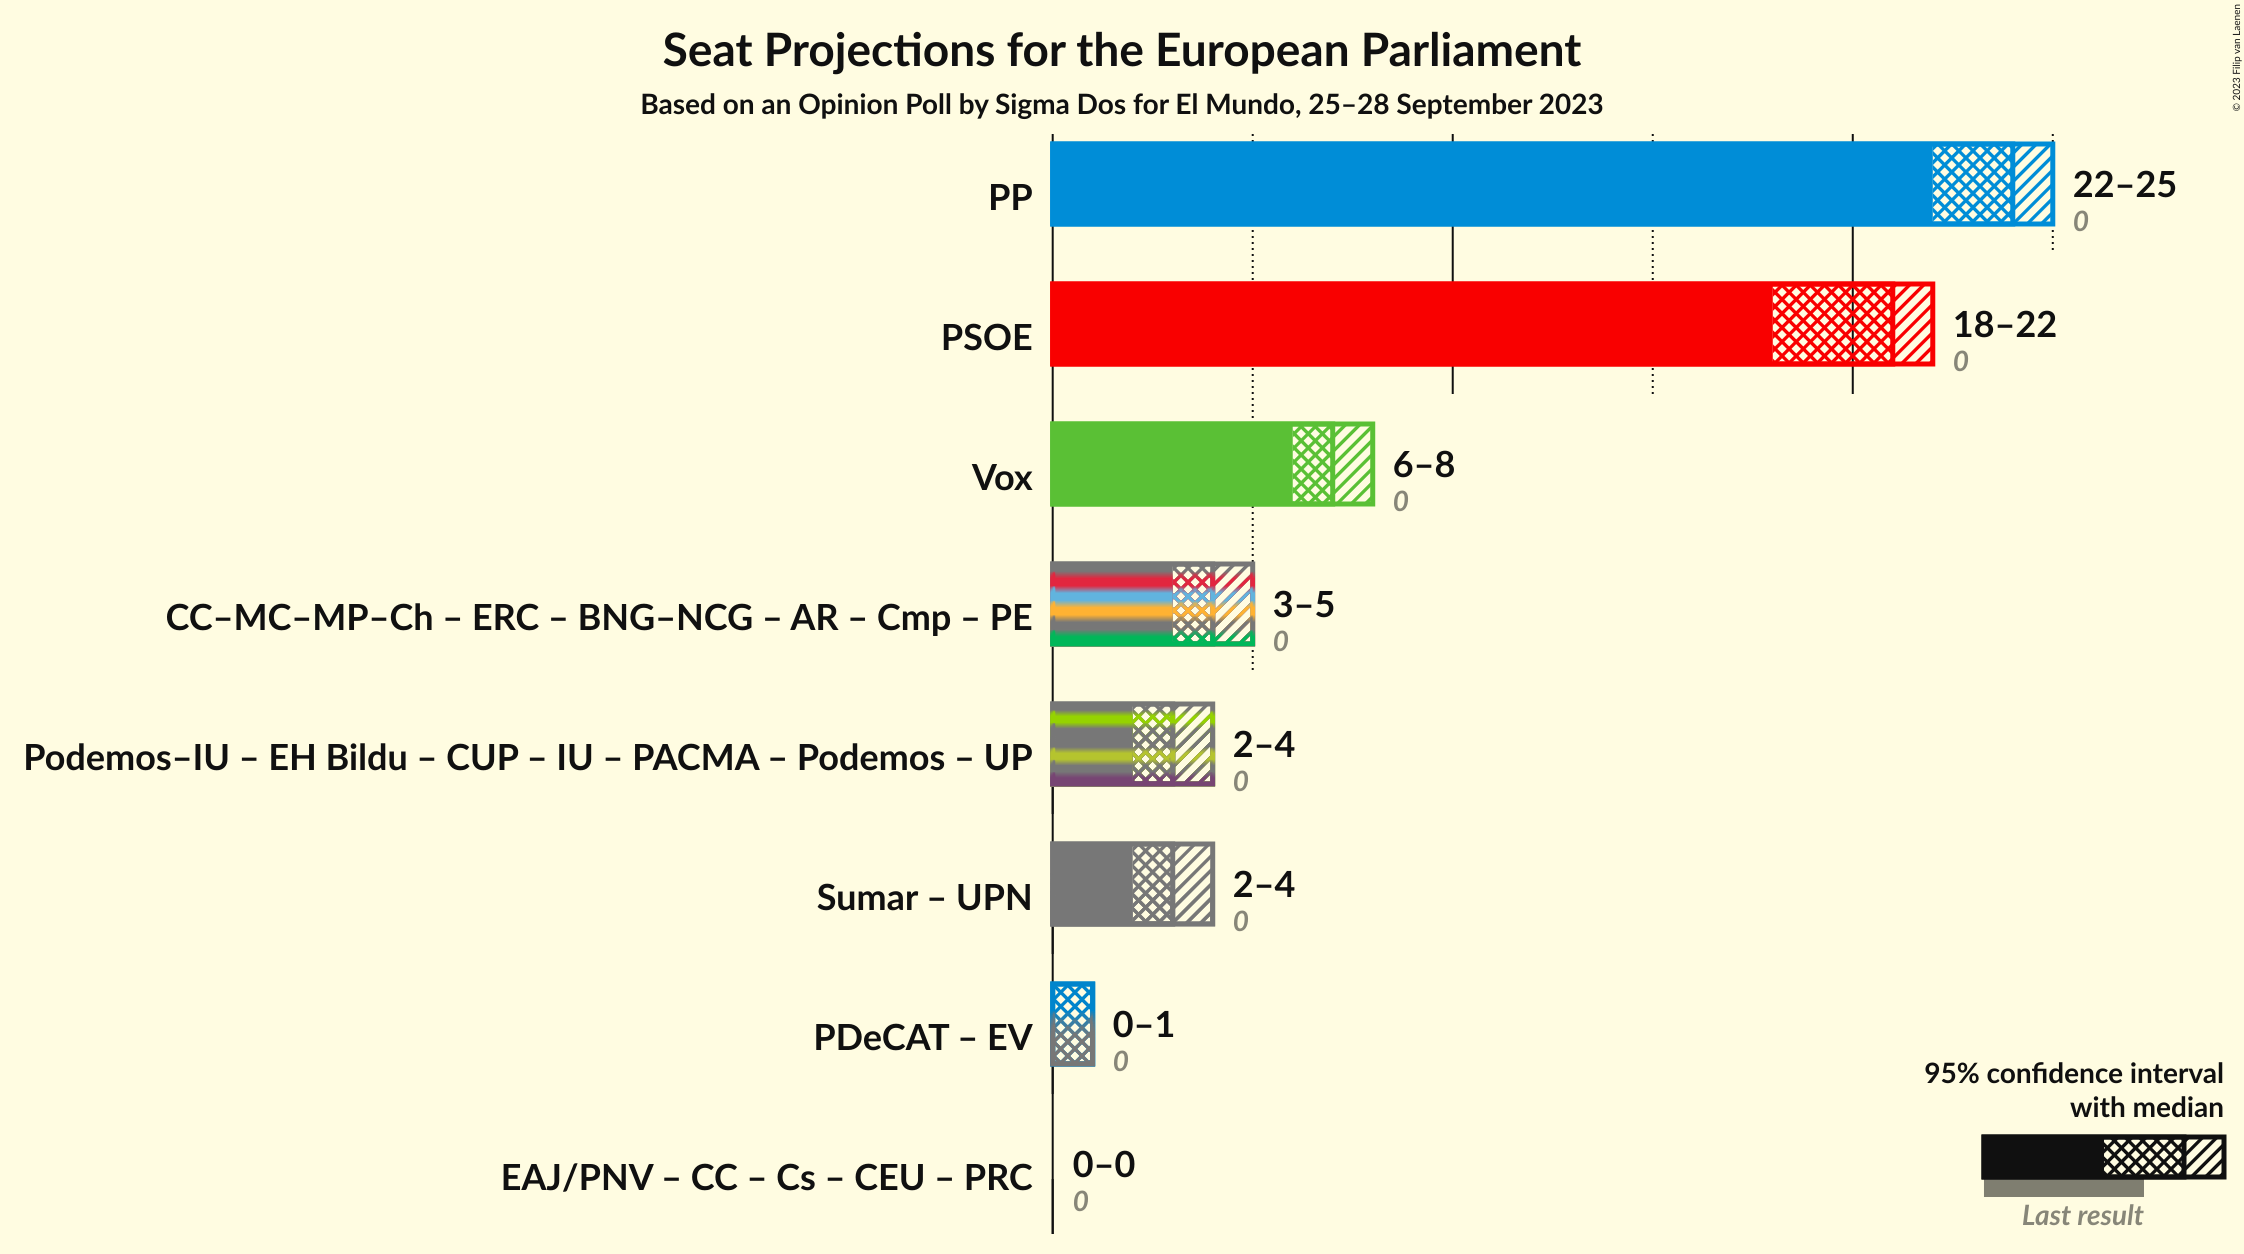 Seat Projections for the European Parliament
Based on an Opinion Poll by Sigma Dos for El Mundo, 25–28 September 2023
© 2023 Filip van Laenen
PP
22–25
0
PSOE
18–22
0
Vox
6–8
0
CC–MC–MP–Ch – ERC – BNG–NCG – AR – Cmp – PE
3–5
0
Podemos–IU – EH Bildu – CUP – IU – PACMA – Podemos – UP
2–4
0
Sumar – UPN
2–4
0
PDeCAT – EV
0–1
0
EAJ/PNV – CC – Cs – CEU – PRC
0–0
0
95% confidence interval
with median
Last result